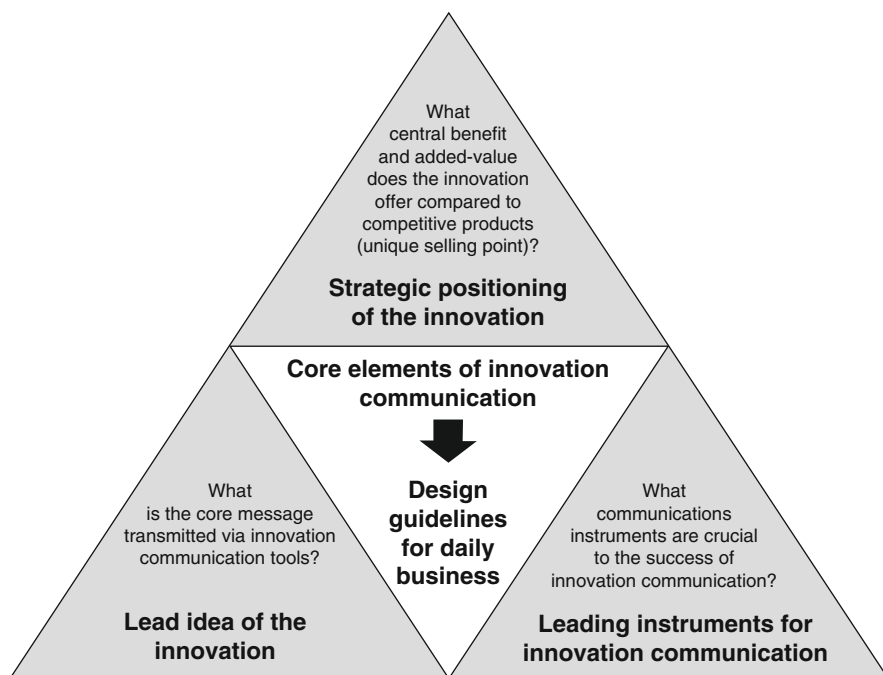 What
central benefit
and added-value
does the innovation
offer compared to
competitive products
(unique selling point)?
Strategic positioning
of the innovation
Core elements of innovation
communication
Design
guidelines
for daily
business
What
is the core message
transmitted via innovation
communication tools?
Lead idea of the
innovation
What
communications
instruments are crucial
to the success of
innovation communication?
Leading instruments for
innovation communication